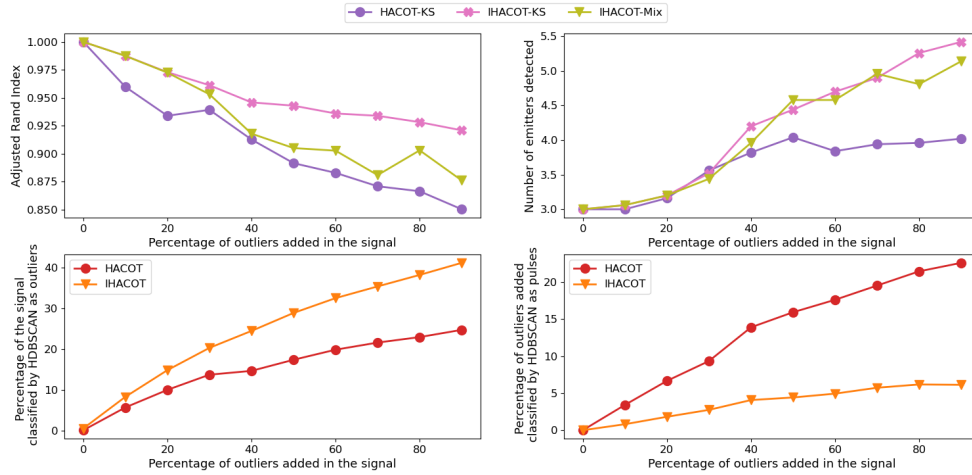 HACOT-KS IHACOT-KS IHACOT-Mix
Adjusted Rand Index
1.000
0.975
0.950
0.925
0.900
0.875
0.850
0 20 40 60 80
Percentage of outliers added in the signal
Number of emitters detected
5.5
5.0
4.5
4.0
3.5
3.0
0 20 40 60 80
Percentage of outliers added in the signal
Percentage of the signal
classified by HDBSCAN as outliers
HACOT
IHACOT
40
30
20
10
0
0 20 40 60 80
Percentage of outliers added in the signal
Percentage of outliers added
classified by HDBSCAN as pulses
HACOT
IHACOT
20
15
10
5
0
0 20 40 60 80
Percentage of outliers added in the signal